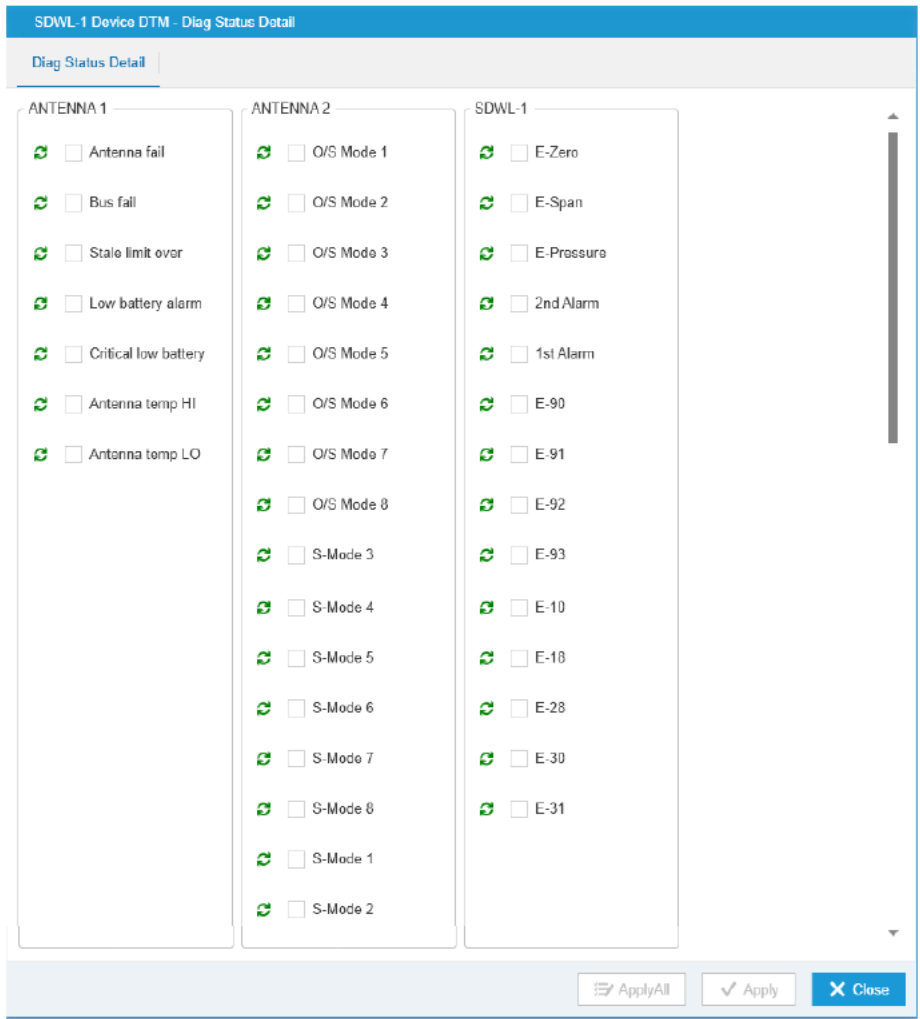 SDWL-1 Device DTM - Diag Status Detail
Diag Status Detail
ANTENNA 1
Antenna fail
Bus fail
Stale limit over
Low battery alarm
Critical low battery
Antenna temp HI
Antenna temp LO
ANTENNA 2
O/S Mode 1
O/S Mode 2
O/S Mode 3
O/S Mode 4
O/S Mode 5
O/S Mode 6
O/S Mode 7
O/S Mode 8
S-Mode 3
S-Mode 4
S-Mode 5
S-Mode 6
S-Mode 7
S-Mode 8
S-Mode 1
S-Mode 2
SDWL-1
E-Zero
E-Span
E-Pressure
2nd Alarm
1st Alarm
E-90
E-91
E-92
E-93
E-10
E-18
E-28
E-30
E-31
ApplyAll
Apply
Close